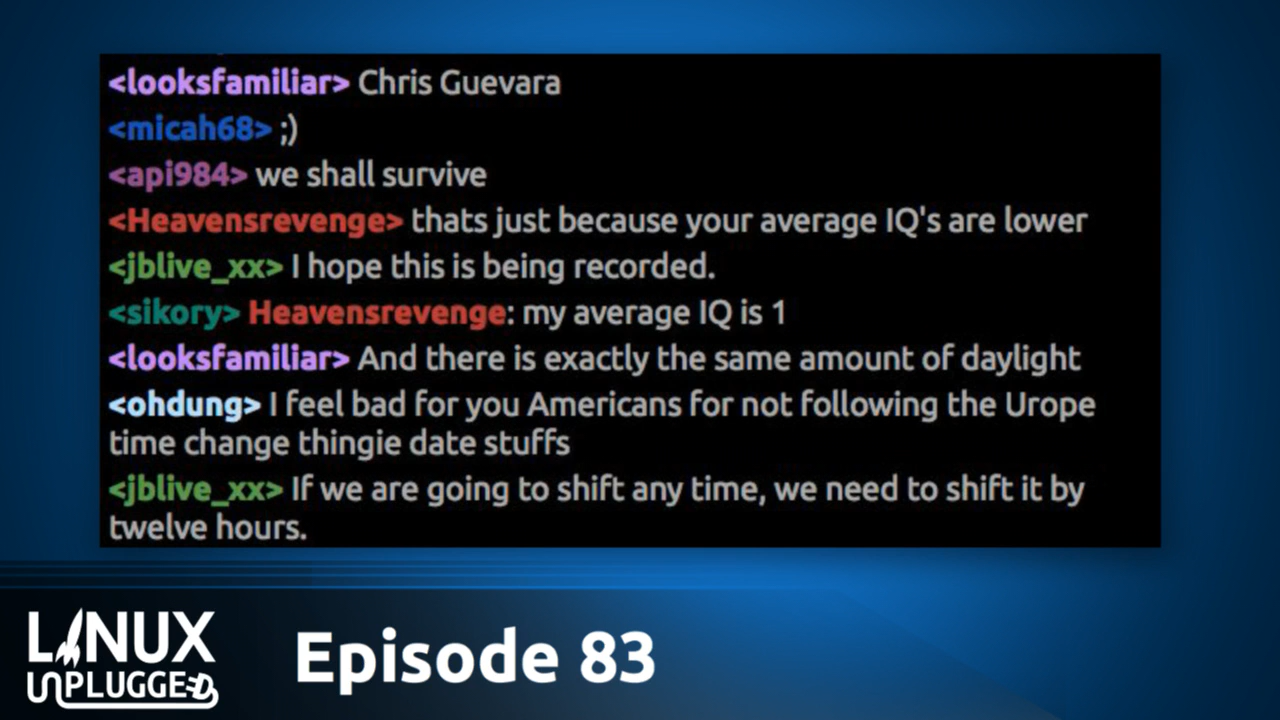 <looksfamiliar> Chris Guevara
<micah68> ;)
<api984> we shall survive
<Heavensrevenge> thats just because your average IQ's are lower
<jblive_xx> I hope this is being recorded.
<sikory> Heavensrevenge: my average IQ is 1
<looksfamiliar> And there is exactly the same amount of daylight
<ohdung> I feel bad for you Americans for not following the Urope
time change thingie date stuffs
<jblive_xx> If we are going to shift any time, we need to shift it by
twelve hours.
LINUX
UNPLUGGED
Episode 83